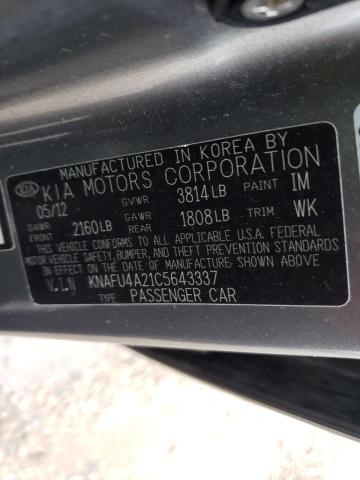 MANUFACTURED IN KOREA BY
KIA KIA MOTORS CORPORATION
05/12 GVWR 3814LB PAINT IM
GAWR FRONT 2160LB GAWR REAR 1808LB TRIM WK
THIS VEHICLE CONFORMS TO ALL APPLICABLE U.S.A. FEDERAL
MOTOR VEHICLE SAFETY, BUMPER, AND THEFT PREVENTION STANDARDS
IN EFFECT ON THE DATE OF MANUFACTURE SHOWN ABOVE.
V.I.N KNAFU4A21C5643337
TYPE PASSENGER CAR